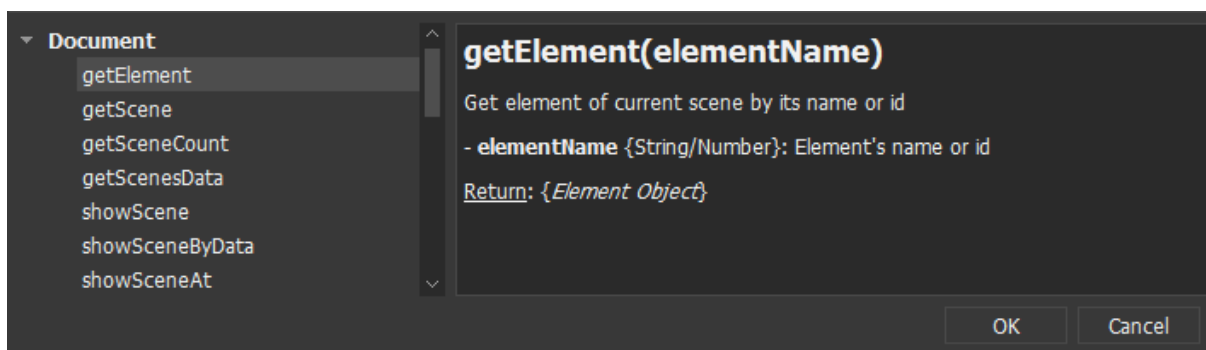 Document
getElement
getScene
getSceneCount
getScenesData
showScene
showSceneByData
showSceneAt
getElement(elementName)
Get element of current scene by its name or id
- elementName {String/Number}: Element's name or id
Return: {Element Object}
OK
Cancel